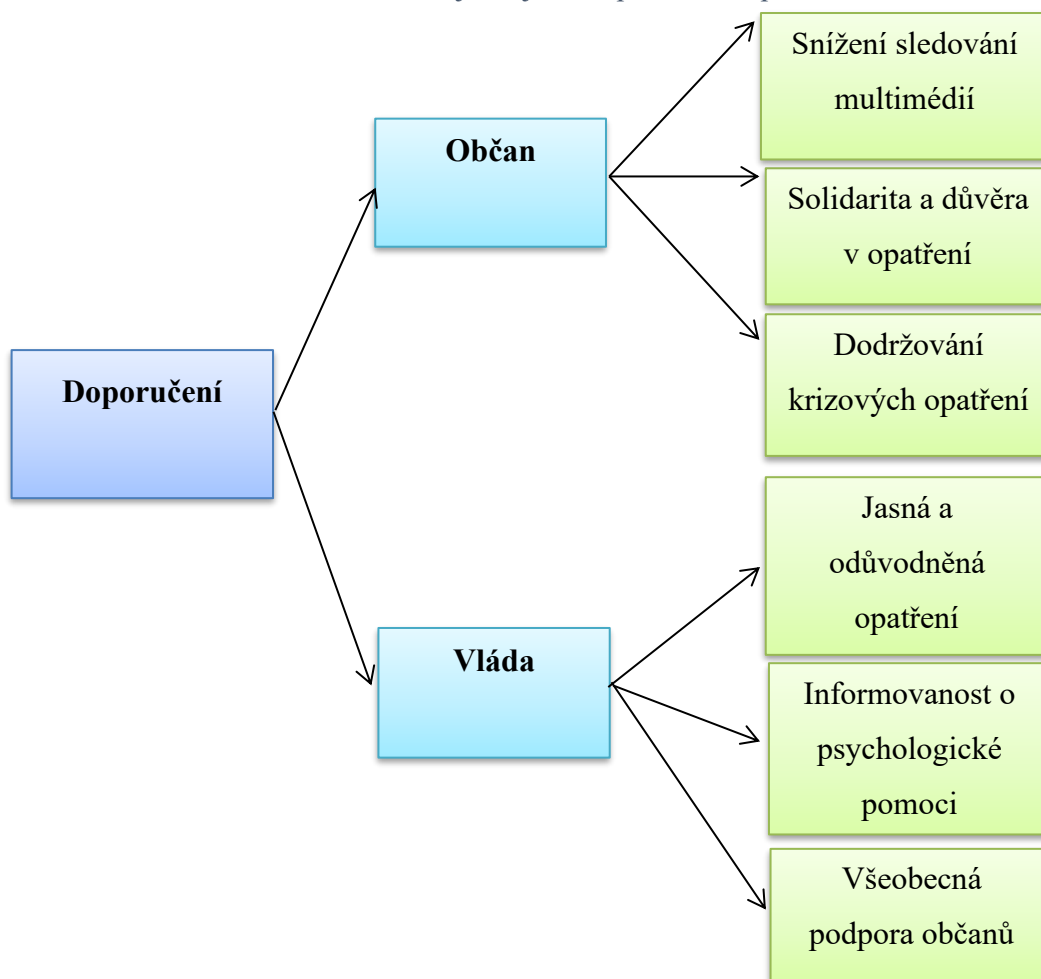 Snížení sledování
multimédií
Občan
Solidarita a důvěra
v opatření
Dodržování
krizových opatření
Doporučení
Jasná a
odůvodněná
opatření
Vláda
Informovanost o
psychologické
pomoci
Všeobecná
podpora občanů